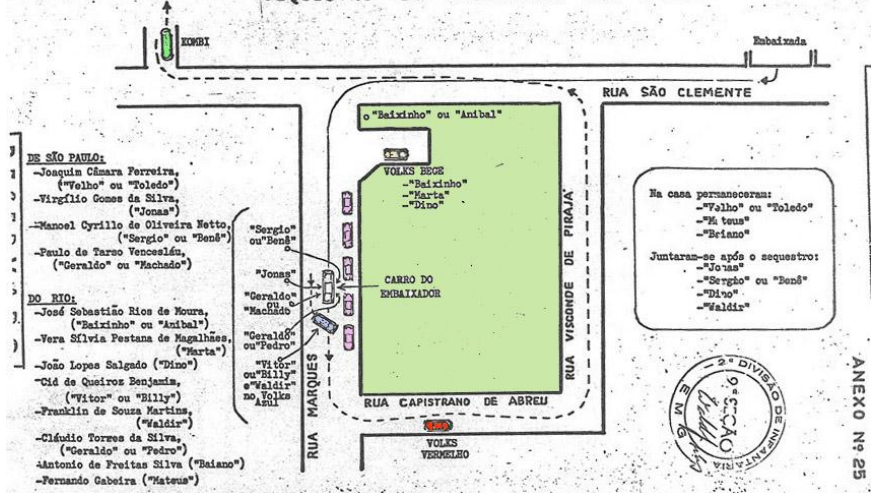 KOMBI
Embaixada
RUA SÃO CLEMENTE
"Baixinho" ou "Anibal"
VOLKS BEGE
-"Baixinho"
-"Marta"
-"Dino"
DE SÃO PAULO:
-Joaquim Câmara Ferreira,
("Velho" ou "Toledo")
-Virgílio Gomes da Silva,
("Jonas")
-Manoel Cyrillo de Oliveira Netto,
("Sergio" ou "Benê")
-Paulo de Tarso Vencesláu,
("Geraldo" ou "Machado")
DO RIO:
-José Sebastião Rios de Moura,
("Baixinho" ou "Anibal")
-Vera Sílvia Pestana de Magalhães,
("Marta")
-João Lopes Salgado ("Dino")
-Cid de Queiroz Benjamin,
("Vitor" ou "Billy")
-Franklin de Souza Martins,
("Waldir")
-Cláudio Torres da Silva,
("Geraldo" ou "Pedro")
-Antonio de Freitas Silva ("Baiano")
-Fernando Gabeira ("Mateus")
"Sergio"
ou "Benê"
"Jonas"
"Geraldo"
ou
"Machado"
"Geraldo"
ou "Pedro"
"Vitor"
ou "Billy"
e "Waldir"
no Volks
Azul
CARRO DO
EMBAIXADOR
RUA MARQUES
RUA VISCONDE DE PIRAJÁ
RUA CAPISTRANO DE ABREU
VOLKS
VERMELHO
Na casa permaneceram:
-"Velho" ou "Toledo"
-"Mateus"
-"Briano"
Juntaram-se após o sequestro:
-"Jonas"
-"Sergio" ou "Benê"
-"Dino"
-"Waldir"
2ª DIVISÃO DE INFANTARIA
EMG
9ª SECÇÃO
ANEXO Nº 25